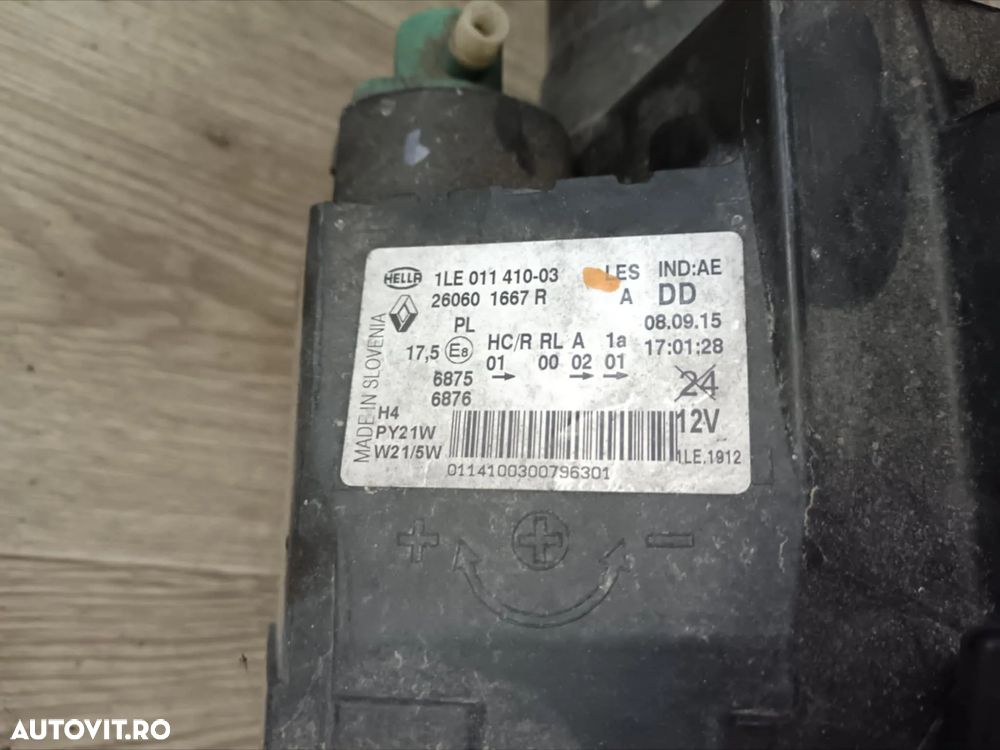 HELLA 1LE 011 410-03 LES IND:AE
26060 1667 R A DD
PL 08.09.15
17,5 E8 HC/R RL A 1a 17:01:28
01 00 02 01
6875 24
6876
H4 12V
PY21W
W21/5W 1LE.1912
0114100300796301
MADE IN SLOVENIA
+ -
AUTOVIT.RO